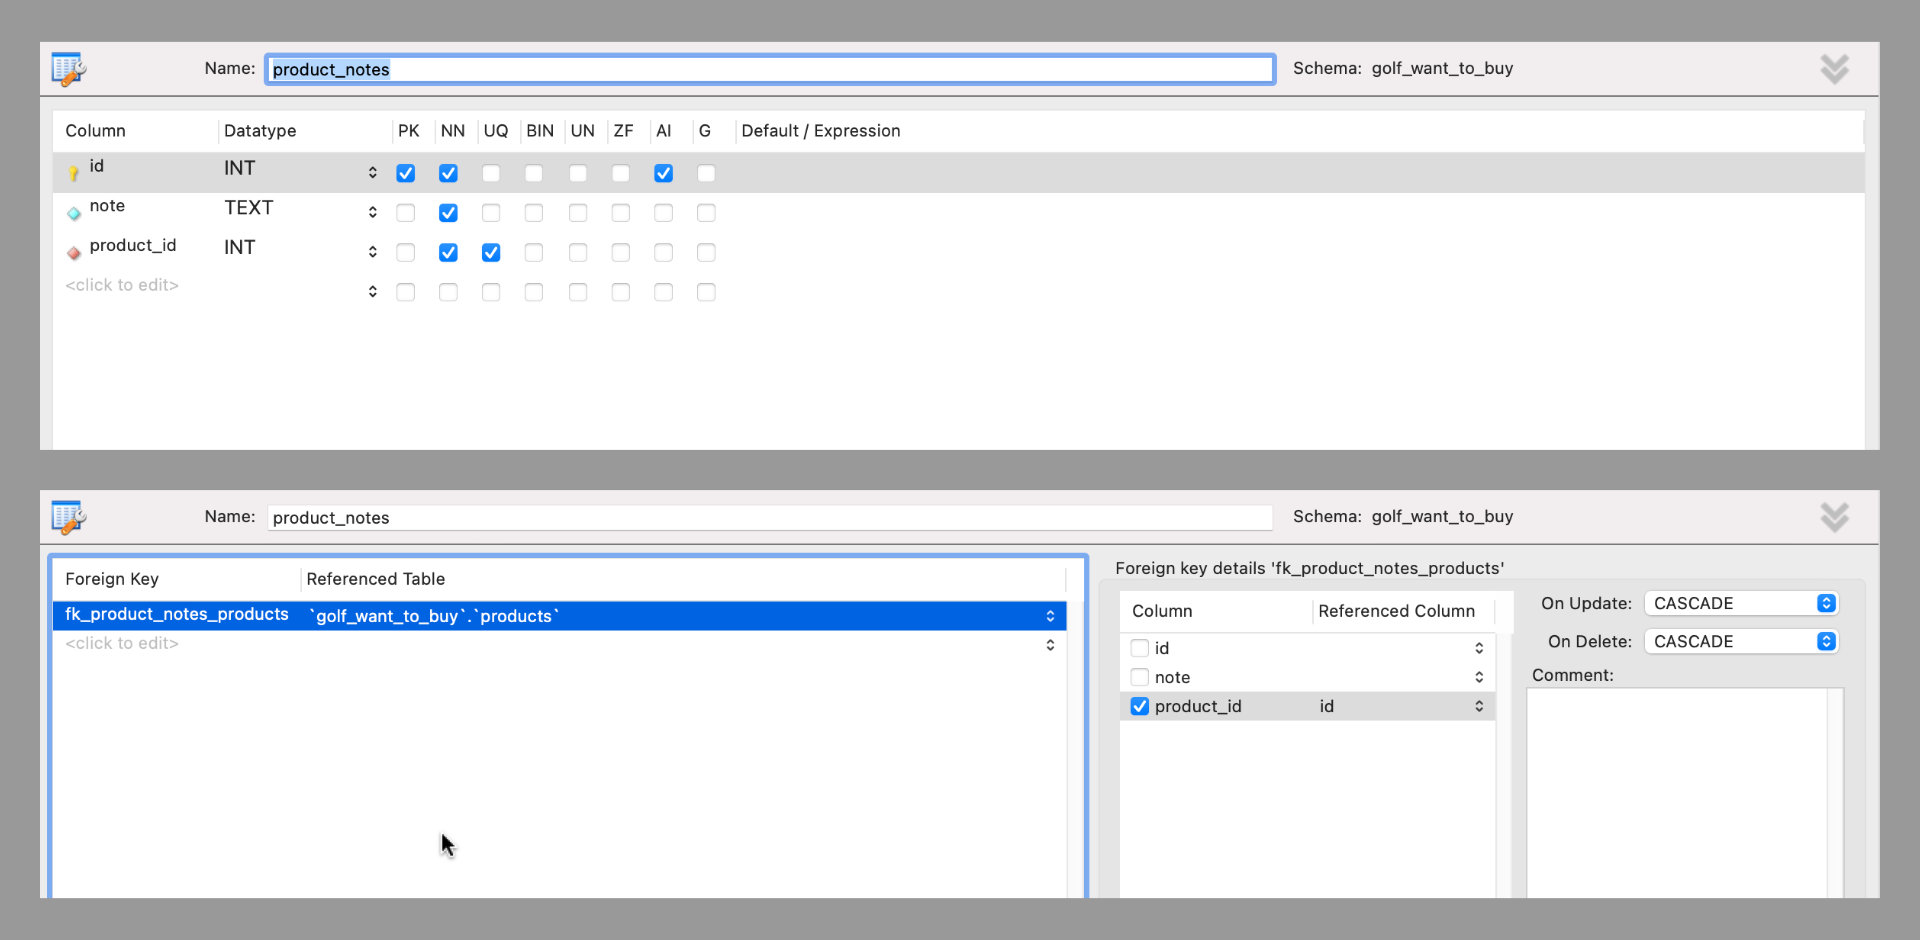 Name: product_notes Schema: golf_want_to_buy
Column Datatype PK NN UQ BIN UN ZF AI G Default / Expression
id INT
note TEXT
product_id INT
<click to edit>
Name: product_notes Schema: golf_want_to_buy
Foreign Key Referenced Table
fk_product_notes_products `golf_want_to_buy`.`products`
<click to edit>
Foreign key details 'fk_product_notes_products'
Column Referenced Column
id
note
product_id id
On Update: CASCADE
On Delete: CASCADE
Comment: